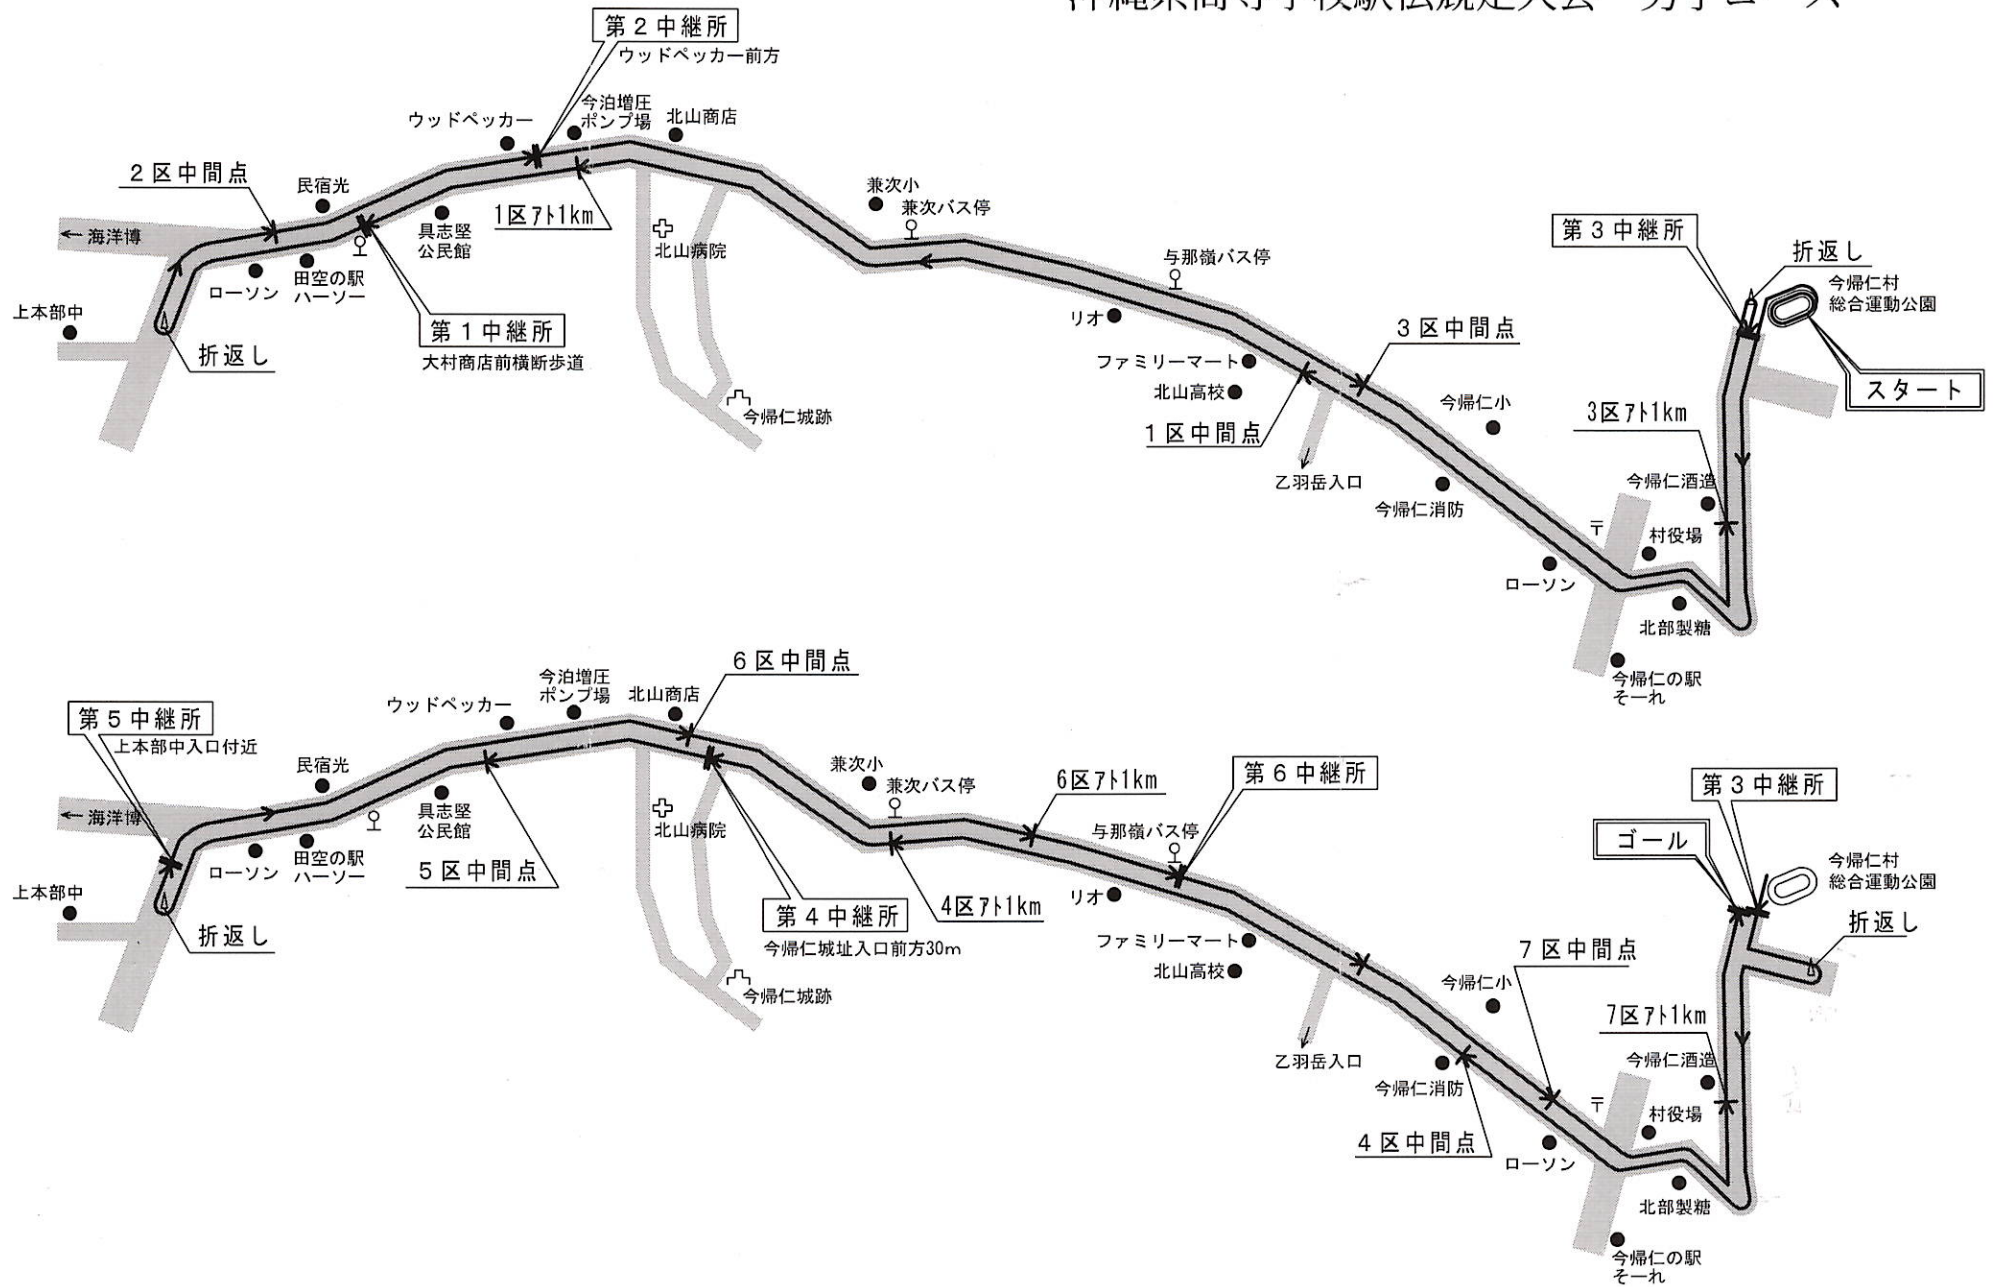 沖縄県高等学校駅伝競走大会 男子コース
第2中継所
ウッドペッカー前方
ウッドペッカー
今泊増圧
ポンプ場
北山商店
2区中間点
民宿光
1区ｱﾄ1km
兼次小
兼次バス停
←海洋博
具志堅
公民館
北山病院
与那嶺バス停
第3中継所
折返し
今帰仁村
総合運動公園
ローソン
田空の駅
ハーソー
上本部中
折返し
第1中継所
大村商店前横断歩道
リオ
3区中間点
ファミリーマート
北山高校
スタート
今帰仁城跡
今帰仁小
3区ｱﾄ1km
1区中間点
乙羽岳入口
今帰仁消防
今帰仁酒造
〒
村役場
ローソン
北部製糖
今帰仁の駅
そーれ
6区中間点
今泊増圧
ポンプ場
北山商店
ウッドペッカー
第5中継所
上本部中入口付近
民宿光
兼次小
兼次バス停
6区ｱﾄ1km
第6中継所
第3中継所
←海洋博
具志堅
公民館
北山病院
与那嶺バス停
ゴール
今帰仁村
総合運動公園
ローソン
田空の駅
ハーソー
5区中間点
上本部中
折返し
第4中継所
今帰仁城址入口前方30m
4区ｱﾄ1km
リオ
折返し
ファミリーマート
北山高校
7区中間点
今帰仁城跡
今帰仁小
7区ｱﾄ1km
乙羽岳入口
今帰仁消防
今帰仁酒造
〒
村役場
4区中間点
ローソン
北部製糖
今帰仁の駅
そーれ